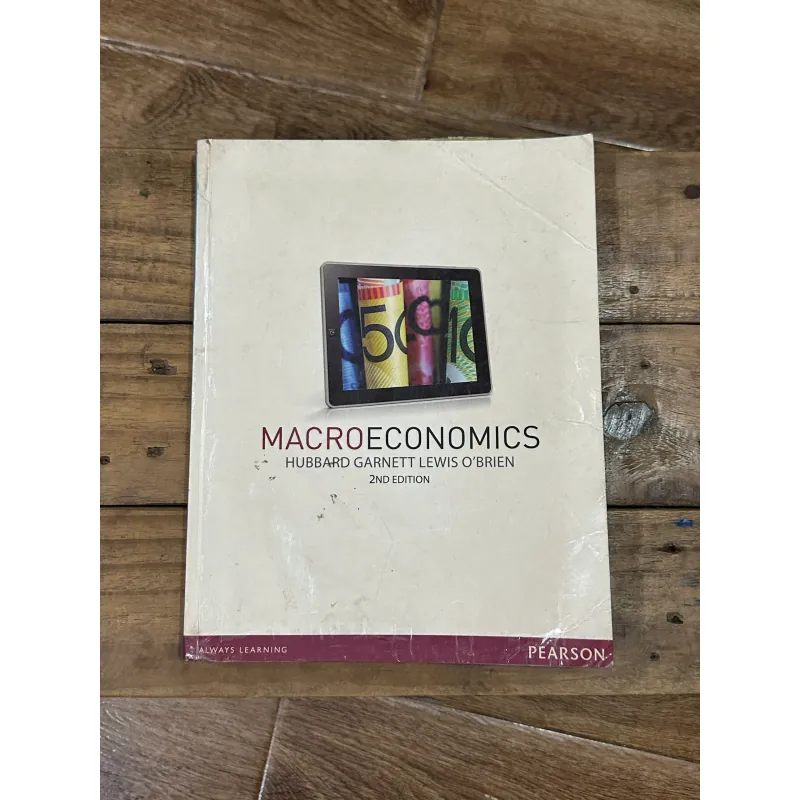 MACROECONOMICS
HUBBARD GARNETT LEWIS O'BRIEN
2ND EDITION
ALWAYS LEARNING
PEARSON